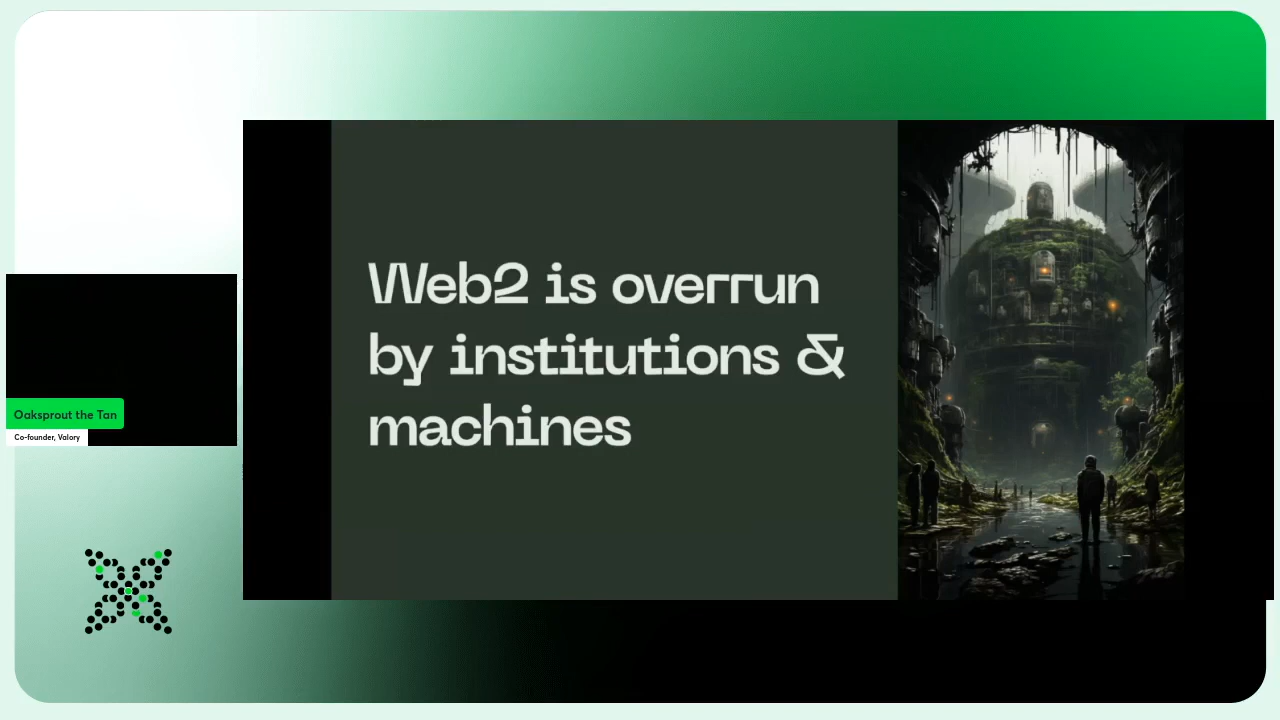 Web2 is overrun
by institutions &
machines
Oaksprout the Tan
Co-founder, Valory